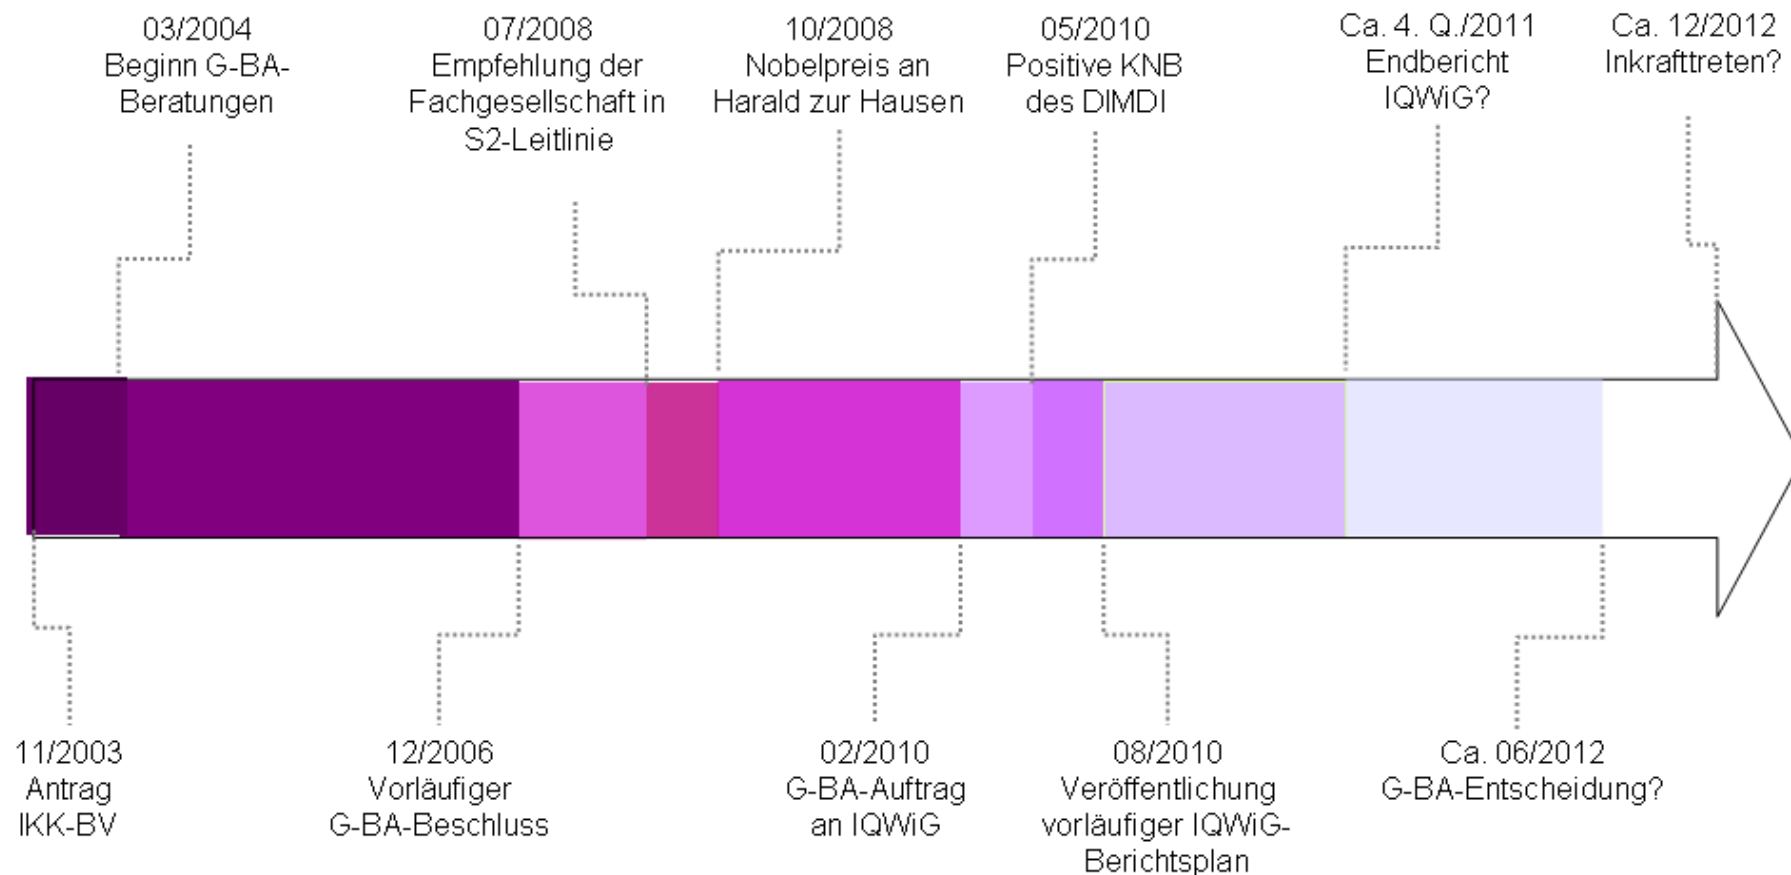 03/2004
Beginn G-BA-
Beratungen
07/2008
Empfehlung der
Fachgesellschaft in
S2-Leitlinie
10/2008
Nobelpreis an
Harald zur Hausen
05/2010
Positive KNB
des DIMDI
Ca. 4. Q./2011
Endbericht
IQWiG?
Ca. 12/2012
Inkrafttreten?
11/2003
Antrag
IKK-BV
12/2006
Vorläufiger
G-BA-Beschluss
02/2010
G-BA-Auftrag
an IQWiG
08/2010
Veröffentlichung
vorläufiger IQWiG-
Berichtsplan
Ca. 06/2012
G-BA-Entscheidung?